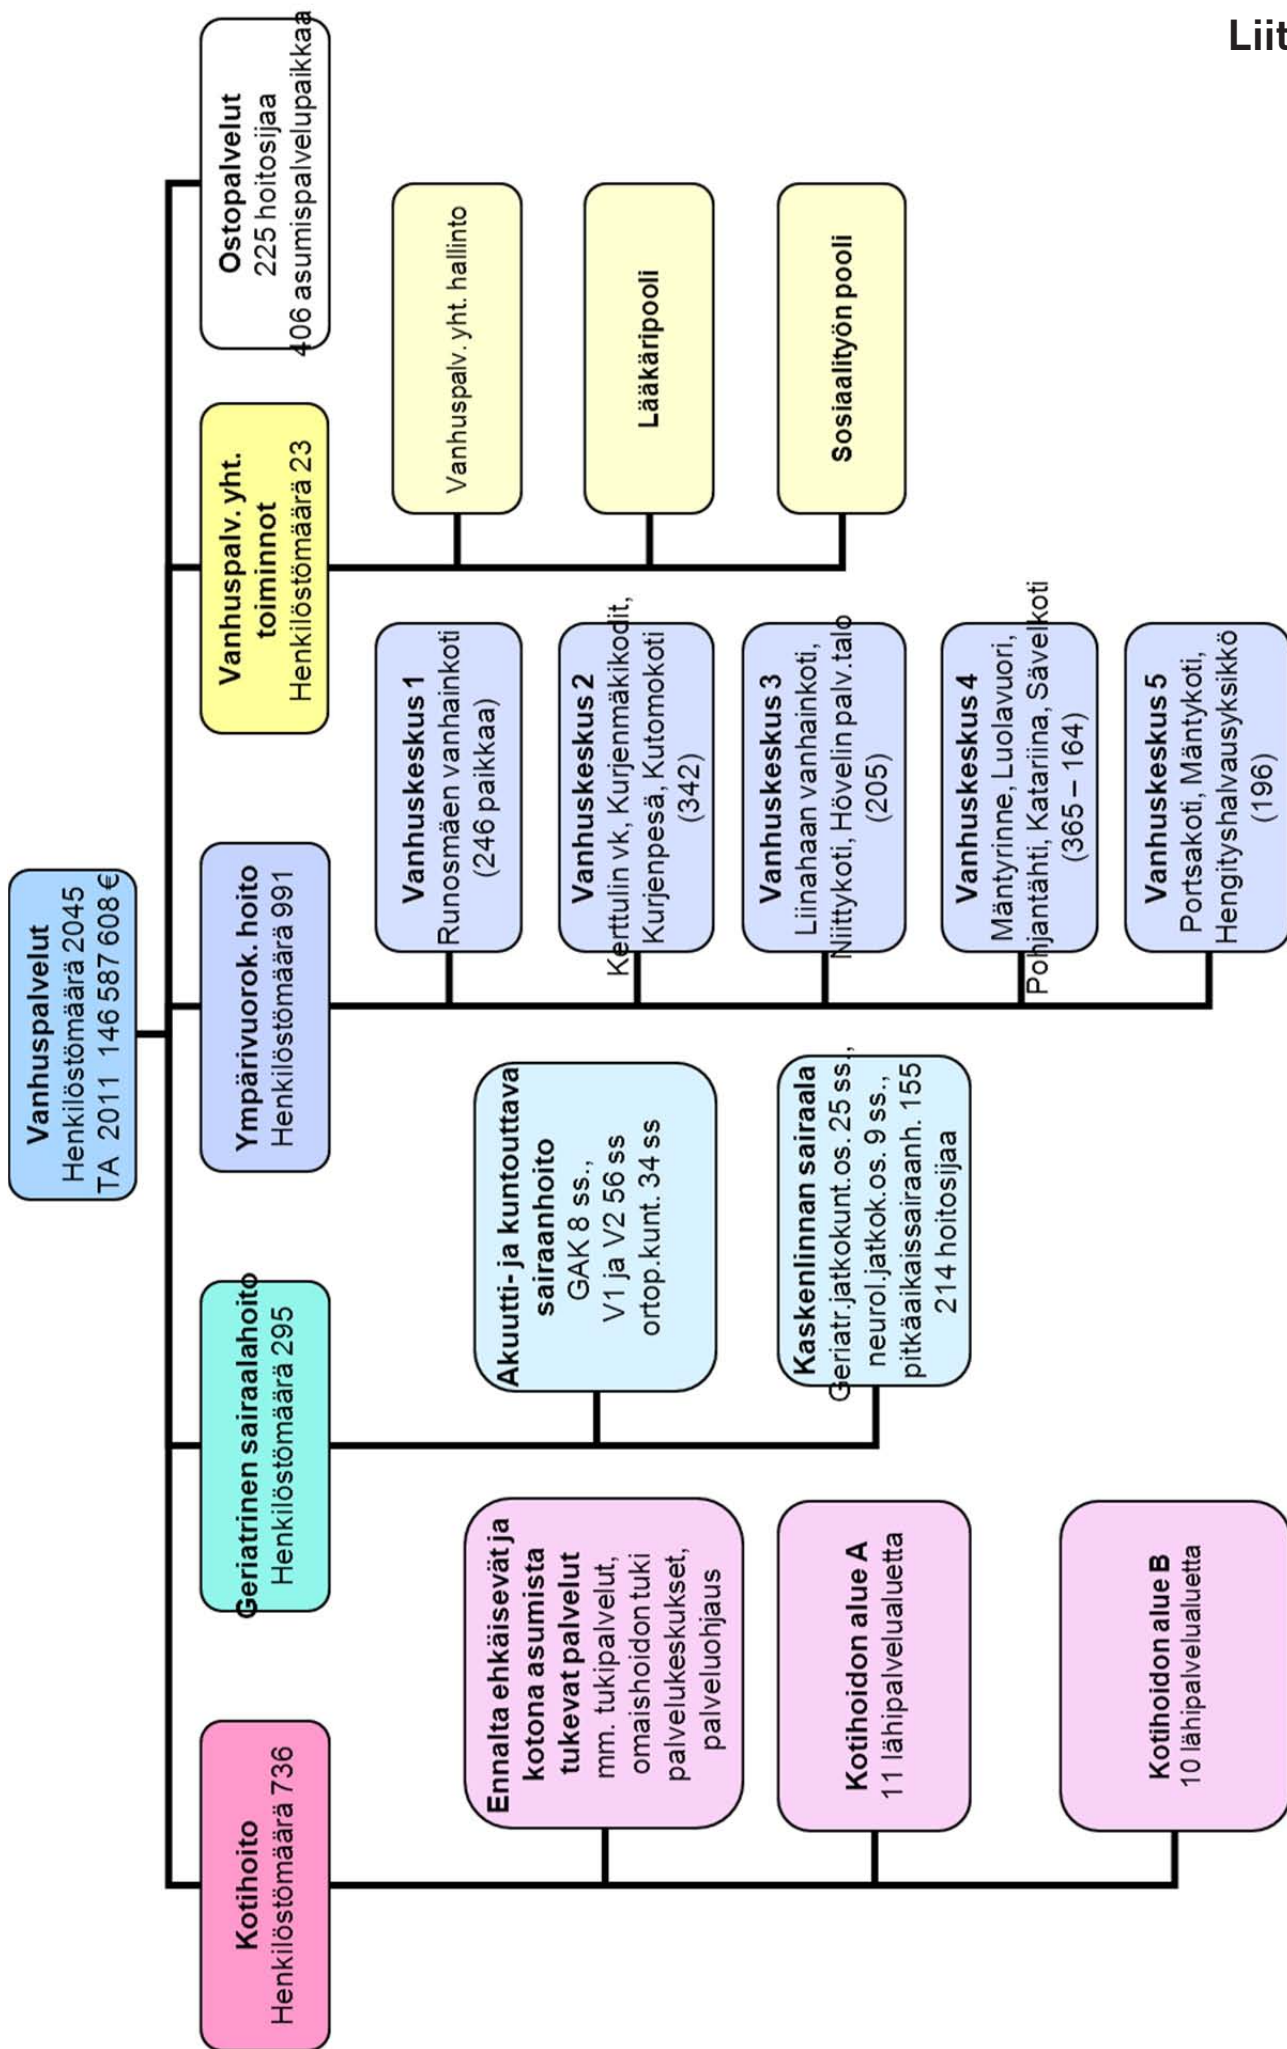 Liit
Vanhuspalvelut
Henkilöstömäärä 2045
TA 2011 146 587 608 €
Kotihoito
Henkilöstömäärä 736
Ennalta ehkäisevät ja
kotona asumista
tukevat palvelut
mm. tukipalvelut,
omaishoidon tuki
palvelukeskukset,
palveluohjaus
Kotihoidon alue A
11 lähipalvelualuetta
Kotihoidon alue B
10 lähipalvelualuetta
Geriatrinen sairaalahoito
Henkilöstömäärä 295
Akuutti- ja kuntouttava
sairaanhoito
GAK 8 ss.,
V1 ja V2 56 ss
ortop.kunt. 34 ss
Kaskenlinnan sairaala
Geriatr.jatkokunt.os. 25 ss.,
neurol.jatkok.os. 9 ss.,
pitkäaikaissairaanh. 155
214 hoitosijaa
Ympärivuorok. hoito
Henkilöstömäärä 991
Vanhuskeskus 1
Runosmäen vanhainkoti
(246 paikkaa)
Vanhuskeskus 2
Kerttulin vk, Kurjenmäkikodit,
Kurjenpesä, Kutomokoti
(342)
Vanhuskeskus 3
Liinahaan vanhainkoti,
Niittykoti, Hövelin palv.talo
(205)
Vanhuskeskus 4
Mäntyrinne, Luolavuori,
Pohjantähti, Katariina, Sävelkoti
(365 – 164)
Vanhuskeskus 5
Portsakoti, Mäntykoti,
Hengityshalvausyksikkö
(196)
Vanhuspalv. yht.
toiminnot
Henkilöstömäärä 23
Vanhuspalv. yht. hallinto
Lääkäripooli
Sosiaalityön pooli
Ostopalvelut
225 hoitosijaa
406 asumispalvelupaikkaa